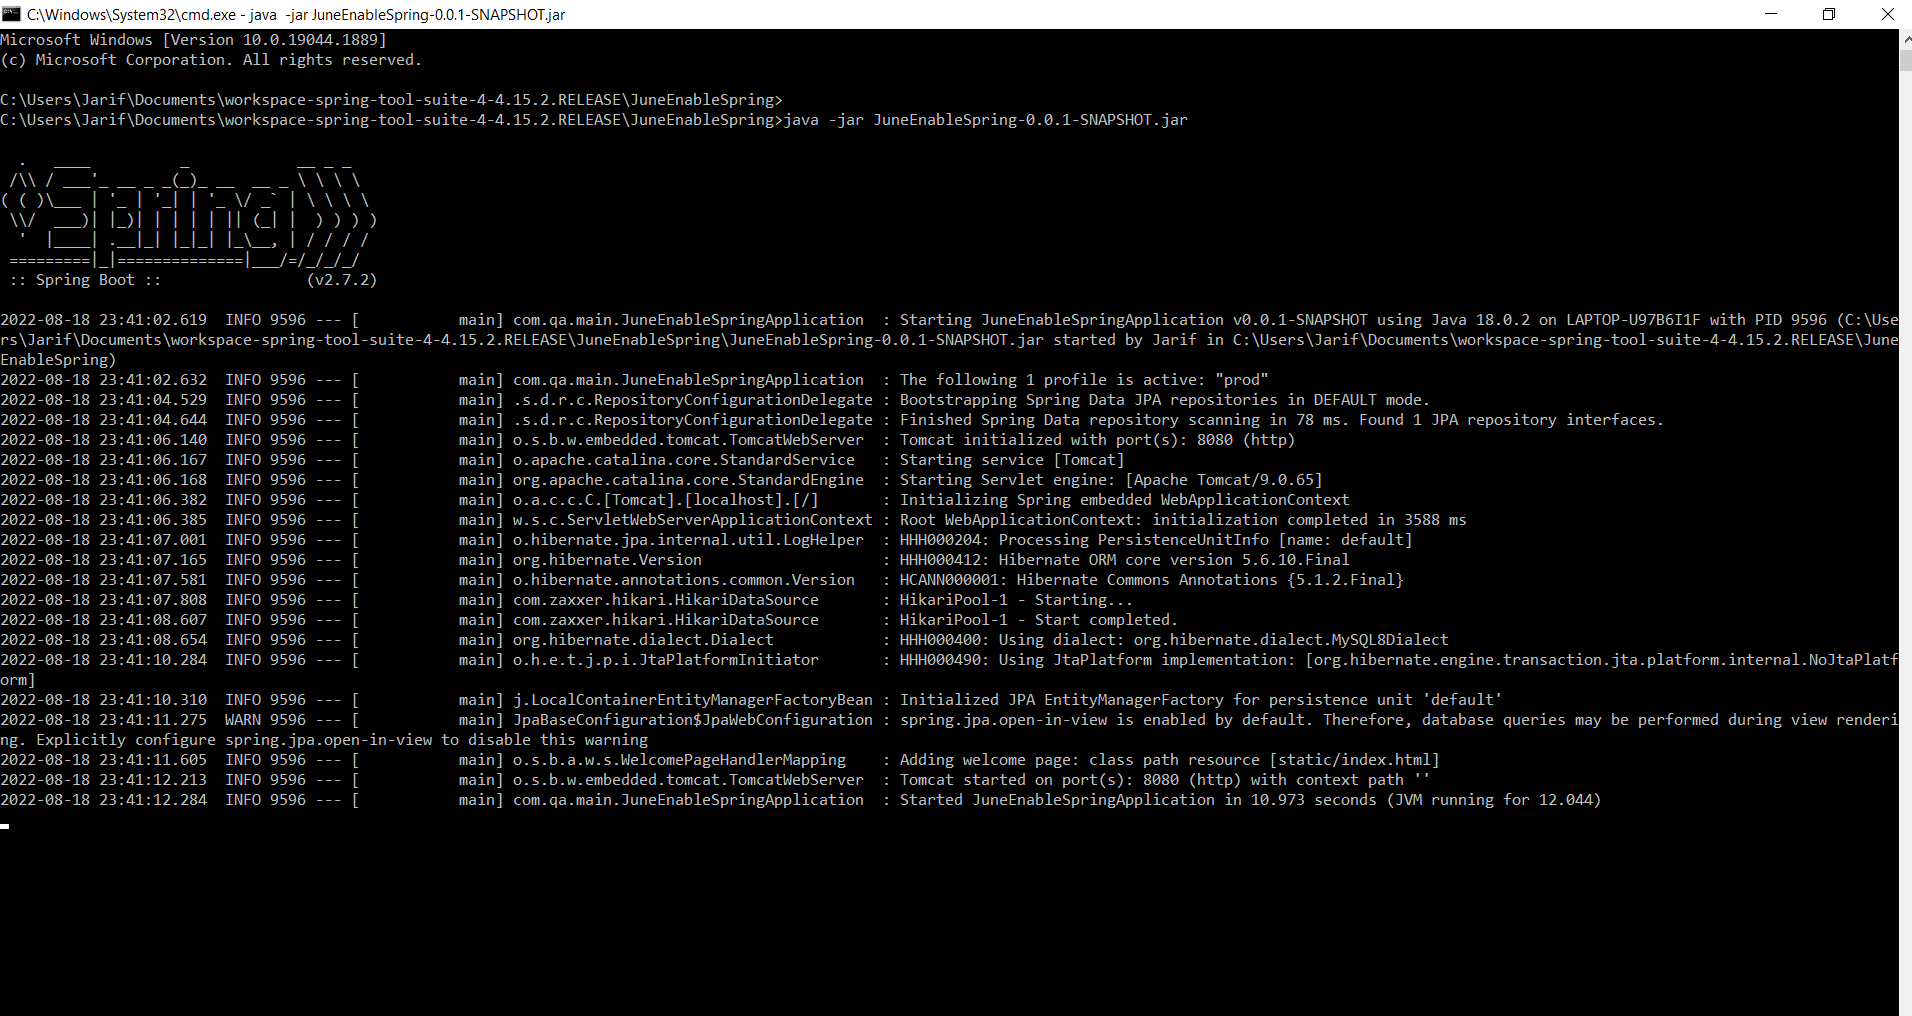 C:\Windows\System32\cmd.exe - java  -jar JuneEnableSpring-0.0.1-SNAPSHOT.jar
Microsoft Windows [Version 10.0.19044.1889]
(c) Microsoft Corporation. All rights reserved.
C:\Users\Jarif\Documents\workspace-spring-tool-suite-4-4.15.2.RELEASE\JuneEnableSpring>
C:\Users\Jarif\Documents\workspace-spring-tool-suite-4-4.15.2.RELEASE\JuneEnableSpring>java -jar JuneEnableSpring-0.0.1-SNAPSHOT.jar
  .   ____          _            __ _ _
 /\\ / ___'_ __ _ _(_)_ __  __ _ \ \ \ \
( ( )\___ | '_ | '_| | '_ \/ _` | \ \ \ \
 \\/  ___)| |_)| | | | | || (_| |  ) ) ) )
  '  |____| .__|_| |_|_| |_\__, | / / / /
 =========|_|==============|___/=/_/_/_/
 :: Spring Boot ::                (v2.7.2)
2022-08-18 23:41:02.619  INFO 9596 --- [           main] com.qa.main.JuneEnableSpringApplication  : Starting JuneEnableSpringApplication v0.0.1-SNAPSHOT using Java 18.0.2 on LAPTOP-U97B6I1F with PID 9596 (C:\Use
rs\Jarif\Documents\workspace-spring-tool-suite-4-4.15.2.RELEASE\JuneEnableSpring\JuneEnableSpring-0.0.1-SNAPSHOT.jar started by Jarif in C:\Users\Jarif\Documents\workspace-spring-tool-suite-4-4.15.2.RELEASE\June
EnableSpring)
2022-08-18 23:41:02.632  INFO 9596 --- [           main] com.qa.main.JuneEnableSpringApplication  : The following 1 profile is active: "prod"
2022-08-18 23:41:04.529  INFO 9596 --- [           main] .s.d.r.c.RepositoryConfigurationDelegate : Bootstrapping Spring Data JPA repositories in DEFAULT mode.
2022-08-18 23:41:04.644  INFO 9596 --- [           main] .s.d.r.c.RepositoryConfigurationDelegate : Finished Spring Data repository scanning in 78 ms. Found 1 JPA repository interfaces.
2022-08-18 23:41:06.140  INFO 9596 --- [           main] o.s.b.w.embedded.tomcat.TomcatWebServer  : Tomcat initialized with port(s): 8080 (http)
2022-08-18 23:41:06.167  INFO 9596 --- [           main] o.apache.catalina.core.StandardService   : Starting service [Tomcat]
2022-08-18 23:41:06.168  INFO 9596 --- [           main] org.apache.catalina.core.StandardEngine  : Starting Servlet engine: [Apache Tomcat/9.0.65]
2022-08-18 23:41:06.382  INFO 9596 --- [           main] o.a.c.c.C.[Tomcat].[localhost].[/]       : Initializing Spring embedded WebApplicationContext
2022-08-18 23:41:06.385  INFO 9596 --- [           main] w.s.c.ServletWebServerApplicationContext : Root WebApplicationContext: initialization completed in 3588 ms
2022-08-18 23:41:07.001  INFO 9596 --- [           main] o.hibernate.jpa.internal.util.LogHelper  : HHH000204: Processing PersistenceUnitInfo [name: default]
2022-08-18 23:41:07.165  INFO 9596 --- [           main] org.hibernate.Version                    : HHH000412: Hibernate ORM core version 5.6.10.Final
2022-08-18 23:41:07.581  INFO 9596 --- [           main] o.hibernate.annotations.common.Version   : HCANN000001: Hibernate Commons Annotations {5.1.2.Final}
2022-08-18 23:41:07.808  INFO 9596 --- [           main] com.zaxxer.hikari.HikariDataSource       : HikariPool-1 - Starting...
2022-08-18 23:41:08.607  INFO 9596 --- [           main] com.zaxxer.hikari.HikariDataSource       : HikariPool-1 - Start completed.
2022-08-18 23:41:08.654  INFO 9596 --- [           main] org.hibernate.dialect.Dialect            : HHH000400: Using dialect: org.hibernate.dialect.MySQL8Dialect
2022-08-18 23:41:10.284  INFO 9596 --- [           main] o.h.e.t.j.p.i.JtaPlatformInitiator       : HHH000490: Using JtaPlatform implementation: [org.hibernate.engine.transaction.jta.platform.internal.NoJtaPlatf
orm]
2022-08-18 23:41:10.310  INFO 9596 --- [           main] j.LocalContainerEntityManagerFactoryBean : Initialized JPA EntityManagerFactory for persistence unit 'default'
2022-08-18 23:41:11.275  WARN 9596 --- [           main] JpaBaseConfiguration$JpaWebConfiguration : spring.jpa.open-in-view is enabled by default. Therefore, database queries may be performed during view renderi
ng. Explicitly configure spring.jpa.open-in-view to disable this warning
2022-08-18 23:41:11.605  INFO 9596 --- [           main] o.s.b.a.w.s.WelcomePageHandlerMapping    : Adding welcome page: class path resource [static/index.html]
2022-08-18 23:41:12.213  INFO 9596 --- [           main] o.s.b.w.embedded.tomcat.TomcatWebServer  : Tomcat started on port(s): 8080 (http) with context path ''
2022-08-18 23:41:12.284  INFO 9596 --- [           main] com.qa.main.JuneEnableSpringApplication  : Started JuneEnableSpringApplication in 10.973 seconds (JVM running for 12.044)